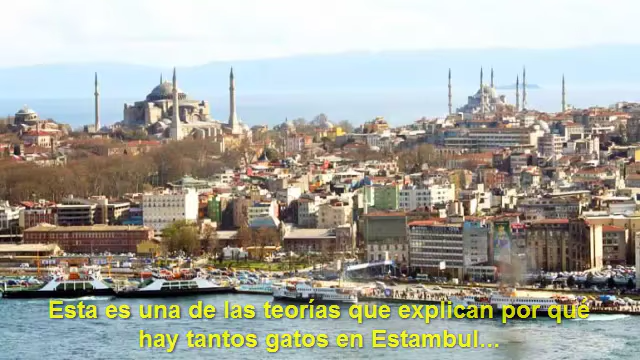 Esta es una de las teorías que explican por qué
hay tantos gatos en Estambul...